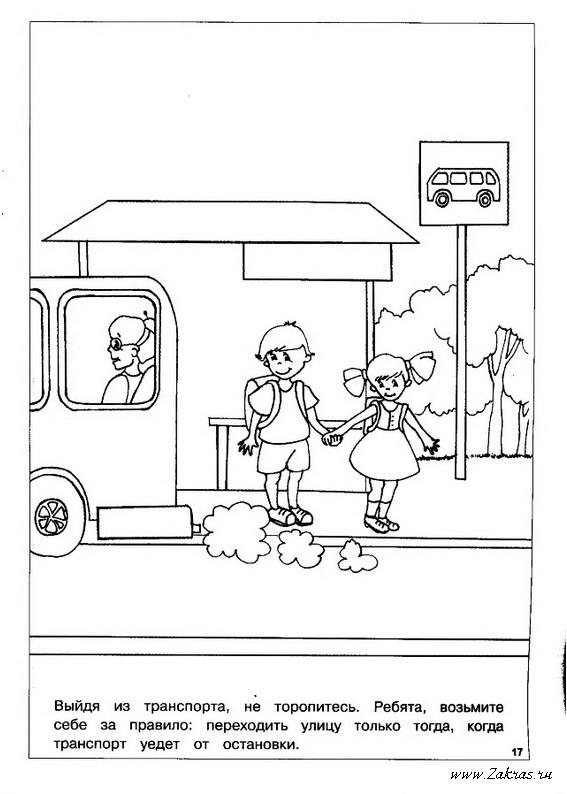 Выйдя из транспорта, не торопитесь. Ребята, возьмите
себе за правило: переходить улицу только тогда, когда
транспорт уедет от остановки.
17
www.Zakras.ru